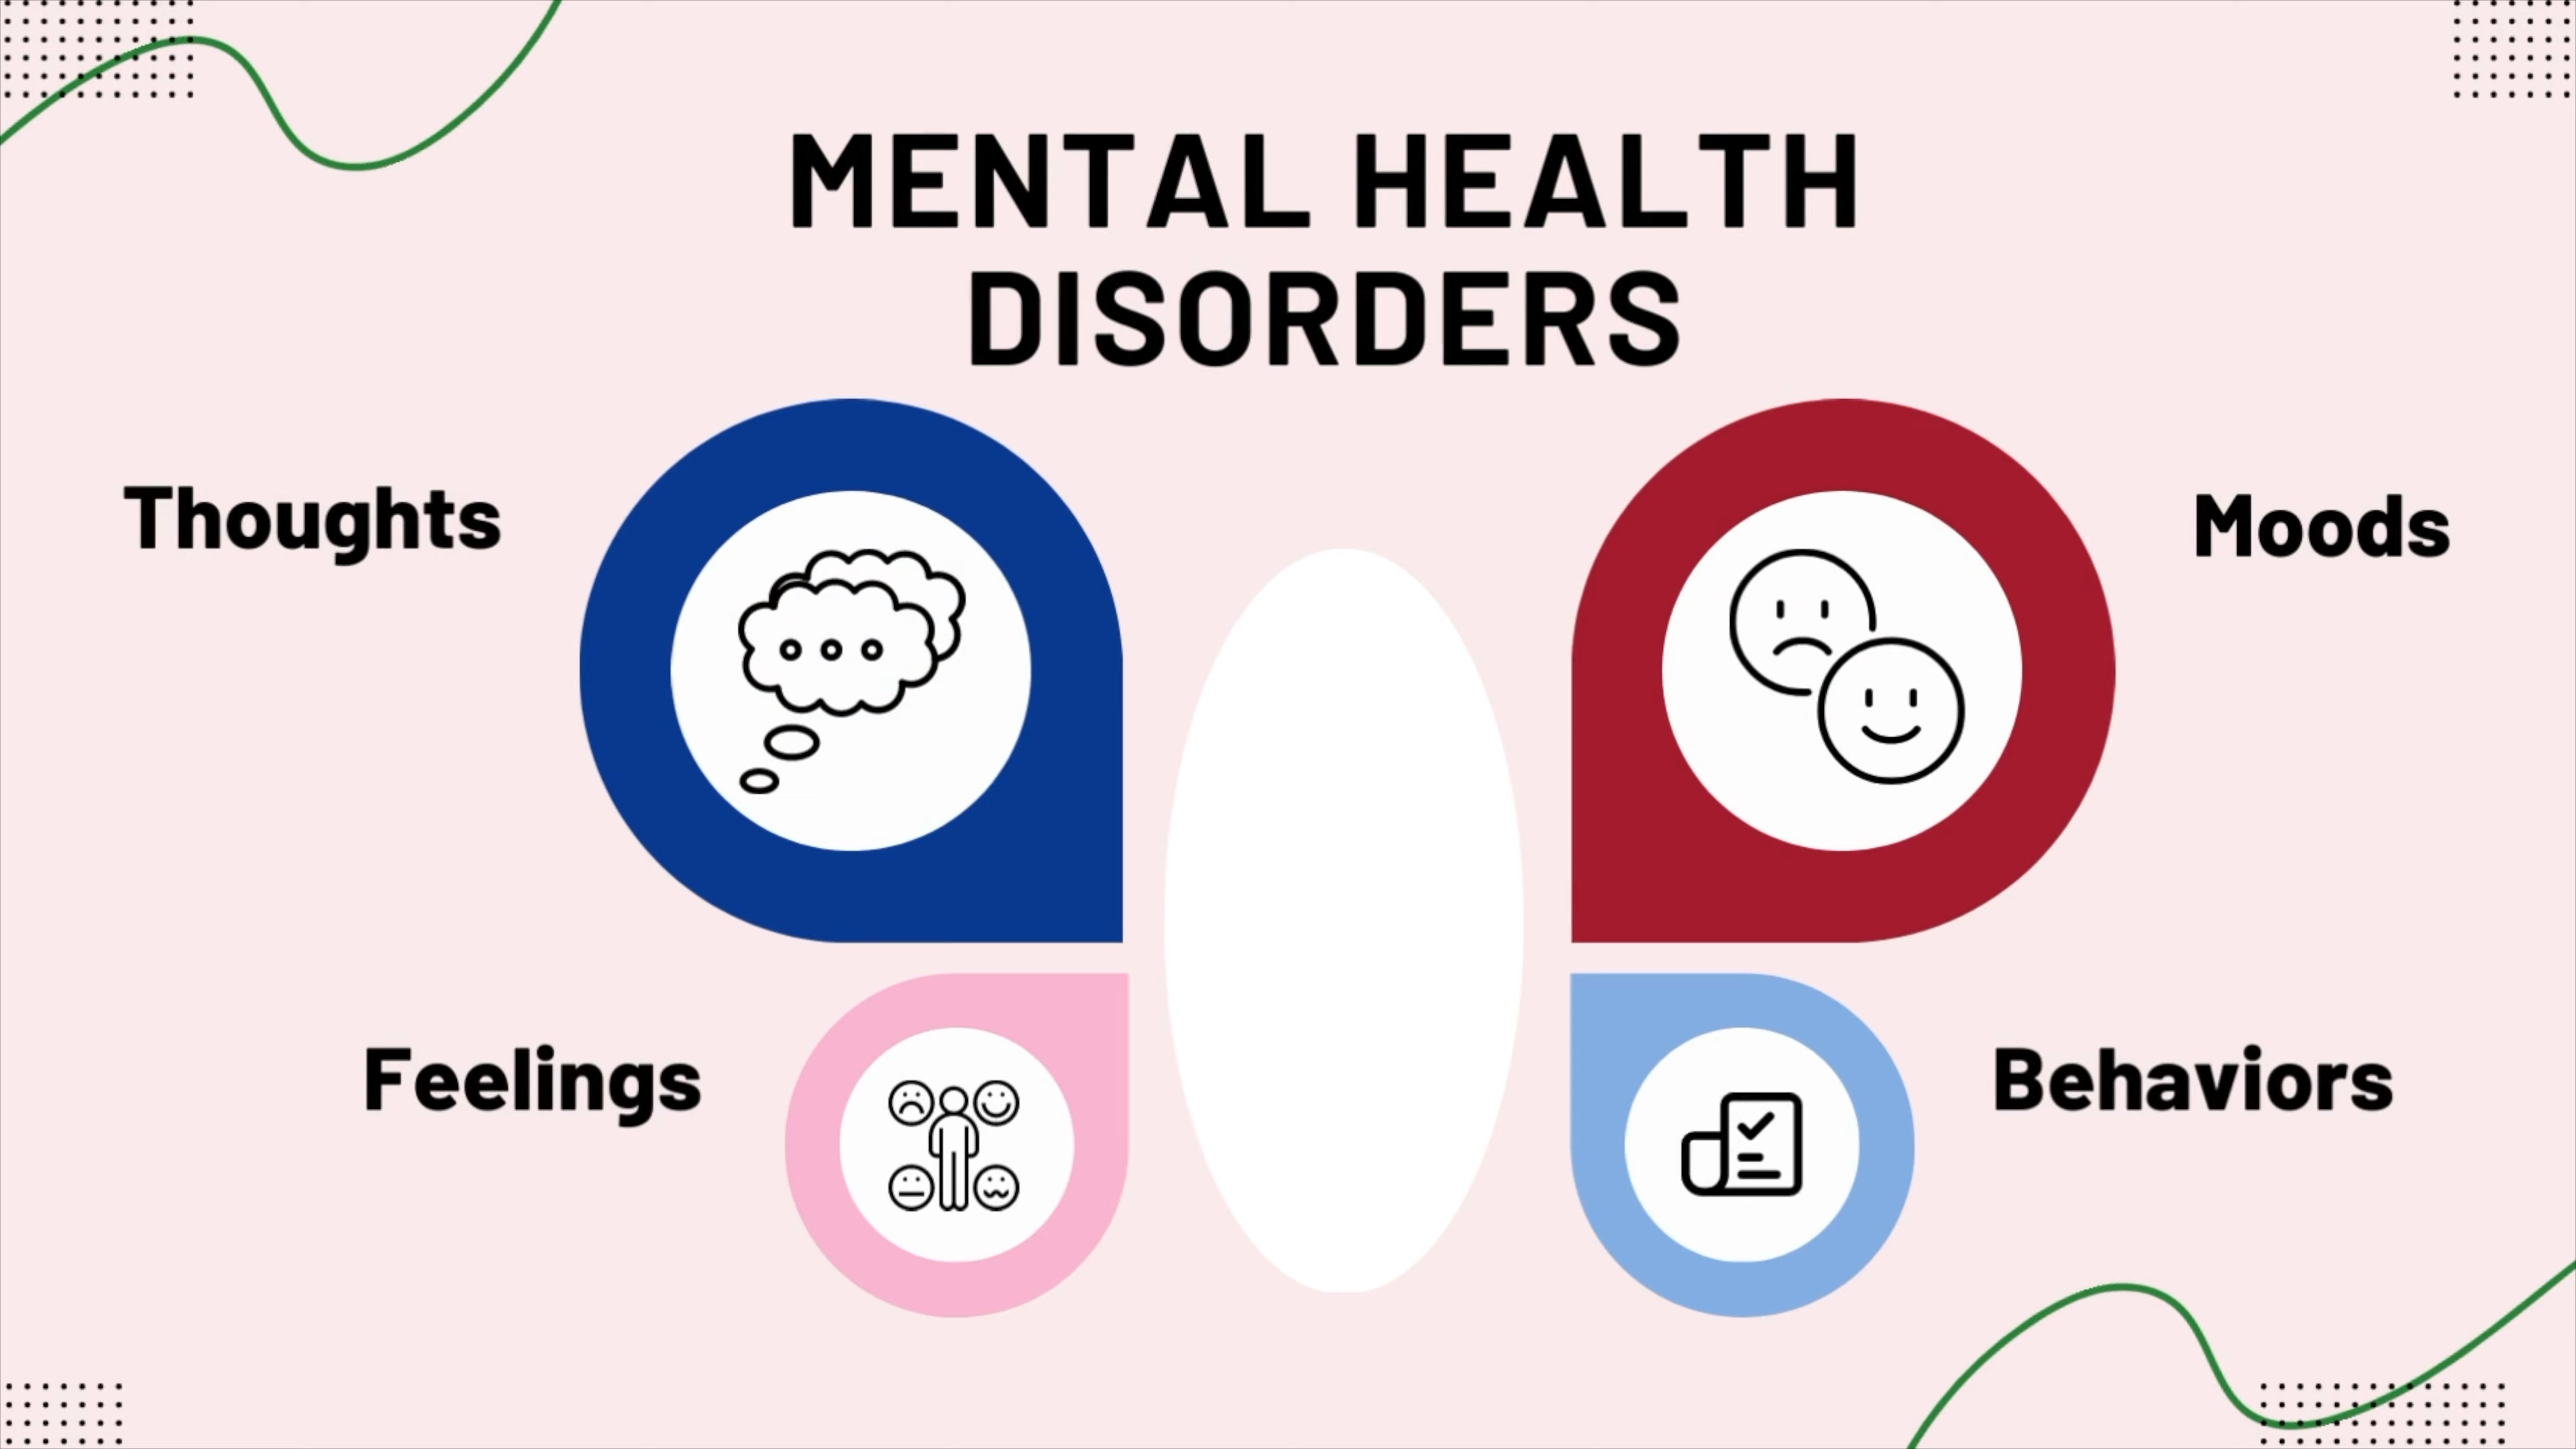 MENTAL HEALTH
DISORDERS
Thoughts
Moods
Feelings
Behaviors